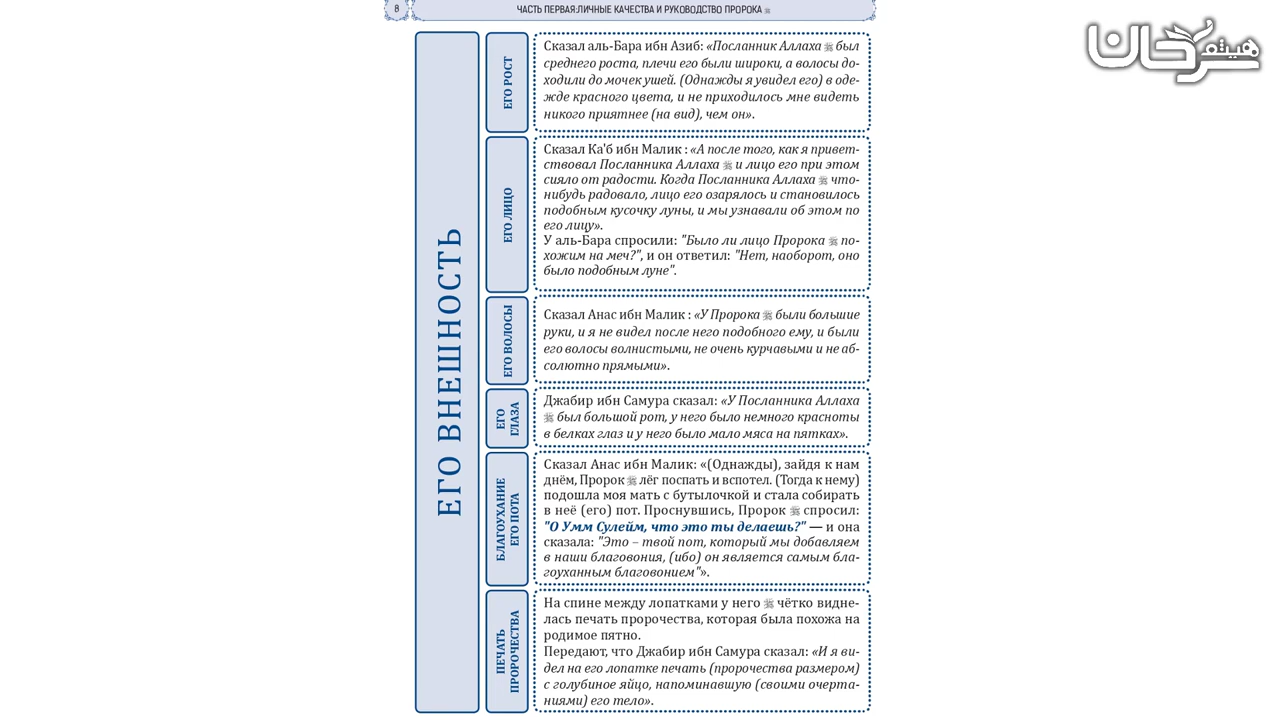 8
ЧАСТЬ ПЕРВАЯ:ЛИЧНЫЕ КАЧЕСТВА И РУКОВОДСТВО ПРОРОКА ﷺ
ЕГО ВНЕШНОСТЬ
ЕГО РОСТ
Сказал аль-Бара ибн Азиб: «Посланник Аллаха ﷺ был
среднего роста, плечи его были широки, а волосы до-
ходили до мочек ушей. (Однажды я увидел его) в оде-
жде красного цвета, и не приходилось мне видеть
никого приятнее (на вид), чем он».
ЕГО ЛИЦО
Сказал Ка'б ибн Малик : «А после того, как я привет-
ствовал Посланника Аллаха ﷺ и лицо его при этом
сияло от радости. Когда Посланника Аллаха ﷺ что-
нибудь радовало, лицо его озарялось и становилось
подобным кусочку луны, и мы узнавали об этом по
его лицу».
У аль-Бара спросили: "Было ли лицо Пророка ﷺ по-
хожим на меч?", и он ответил: "Нет, наоборот, оно
было подобным луне".
ЕГО ВОЛОСЫ
Сказал Анас ибн Малик : «У Пророка ﷺ были большие
руки, и я не видел после него подобного ему, и были
его волосы волнистыми, не очень курчавыми и не аб-
солютно прямыми».
ЕГО
ГЛАЗА
Джабир ибн Самура сказал: «У Посланника Аллаха
ﷺ был большой рот, у него было немного красноты
в белках глаз и у него было мало мяса на пятках».
БЛАГОУХАНИЕ
ЕГО ПОТА
Сказал Анас ибн Малик: «(Однажды), зайдя к нам
днём, Пророк ﷺ лёг поспать и вспотел. (Тогда к нему)
подошла моя мать с бутылочкой и стала собирать
в неё (его) пот. Проснувшись, Пророк ﷺ спросил:
"О Умм Сулейм, что это ты делаешь?" — и она
сказала: "Это – твой пот, который мы добавляем
в наши благовония, (ибо) он является самым бла-
гоуханным благовонием"».
ПЕЧАТЬ
ПРОРОЧЕСТВА
На спине между лопатками у него ﷺ чётко видне-
лась печать пророчества, которая была похожа на
родимое пятно.
Передают, что Джабир ибн Самура сказал: «И я ви-
дел на его лопатке печать (пророчества размером)
с голубиное яйцо, напоминавшую (своими очерта-
ниями) его тело».